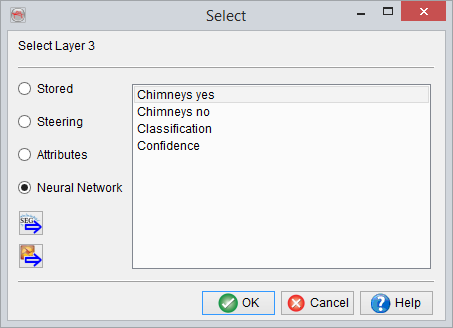 Select
Select Layer 3
Stored
Steering
Attributes
Neural Network
Chimneys yes
Chimneys no
Classification
Confidence
SEG
OK
Cancel
Help